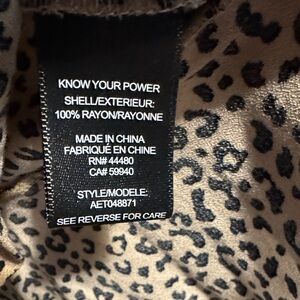 KNOW YOUR POWER
SHELL/EXTERIEUR:
100% RAYON/RAYONNE
MADE IN CHINA
FABRIQUÉ EN CHINE
RN# 44480
CA# 59940
STYLE/MODELE:
AET048871
SEE REVERSE FOR CARE